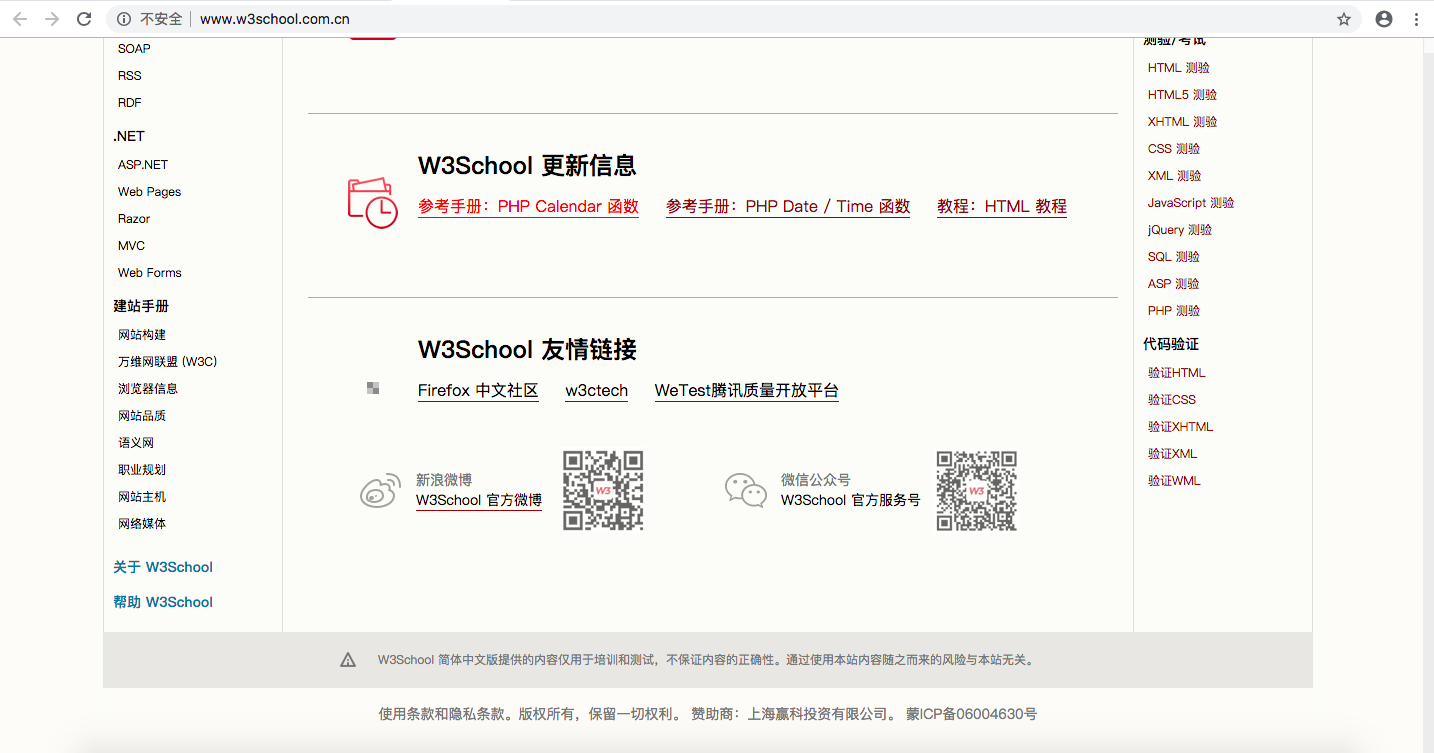 不安全 www.w3school.com.cn
SOAP
RSS
RDF
.NET
ASP.NET
Web Pages
Razor
MVC
Web Forms
建站手册
网站构建
万维网联盟 (W3C)
浏览器信息
网站品质
语义网
职业规划
网站主机
网络媒体
关于 W3School
帮助 W3School
W3School 更新信息
参考手册：PHP Calendar 函数 参考手册：PHP Date / Time 函数 教程：HTML 教程
W3School 友情链接
Firefox 中文社区 w3ctech WeTest腾讯质量开放平台
新浪微博
W3School 官方微博
W3
微信公众号
W3School 官方服务号
W3
测验/考试
HTML 测验
HTML5 测验
XHTML 测验
CSS 测验
XML 测验
JavaScript 测验
jQuery 测验
SQL 测验
ASP 测验
PHP 测验
代码验证
验证HTML
验证CSS
验证XHTML
验证XML
验证WML
W3School 简体中文版提供的内容仅用于培训和测试，不保证内容的正确性。通过使用本站内容随之而来的风险与本站无关。
使用条款和隐私条款。版权所有，保留一切权利。 赞助商：上海赢科投资有限公司。 蒙ICP备06004630号